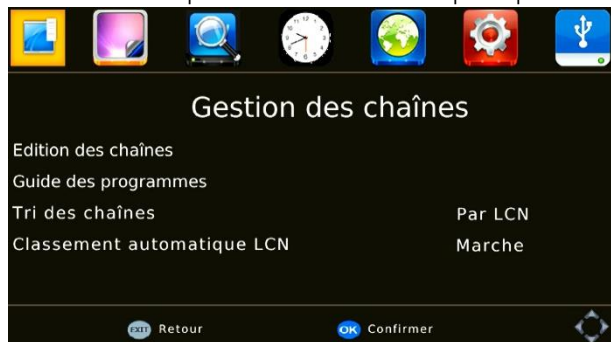 Gestion des chaînes
Edition des chaînes
Guide des programmes
Tri des chaînes Par LCN
Classement automatique LCN Marche
EXIT Retour OK Confirmer